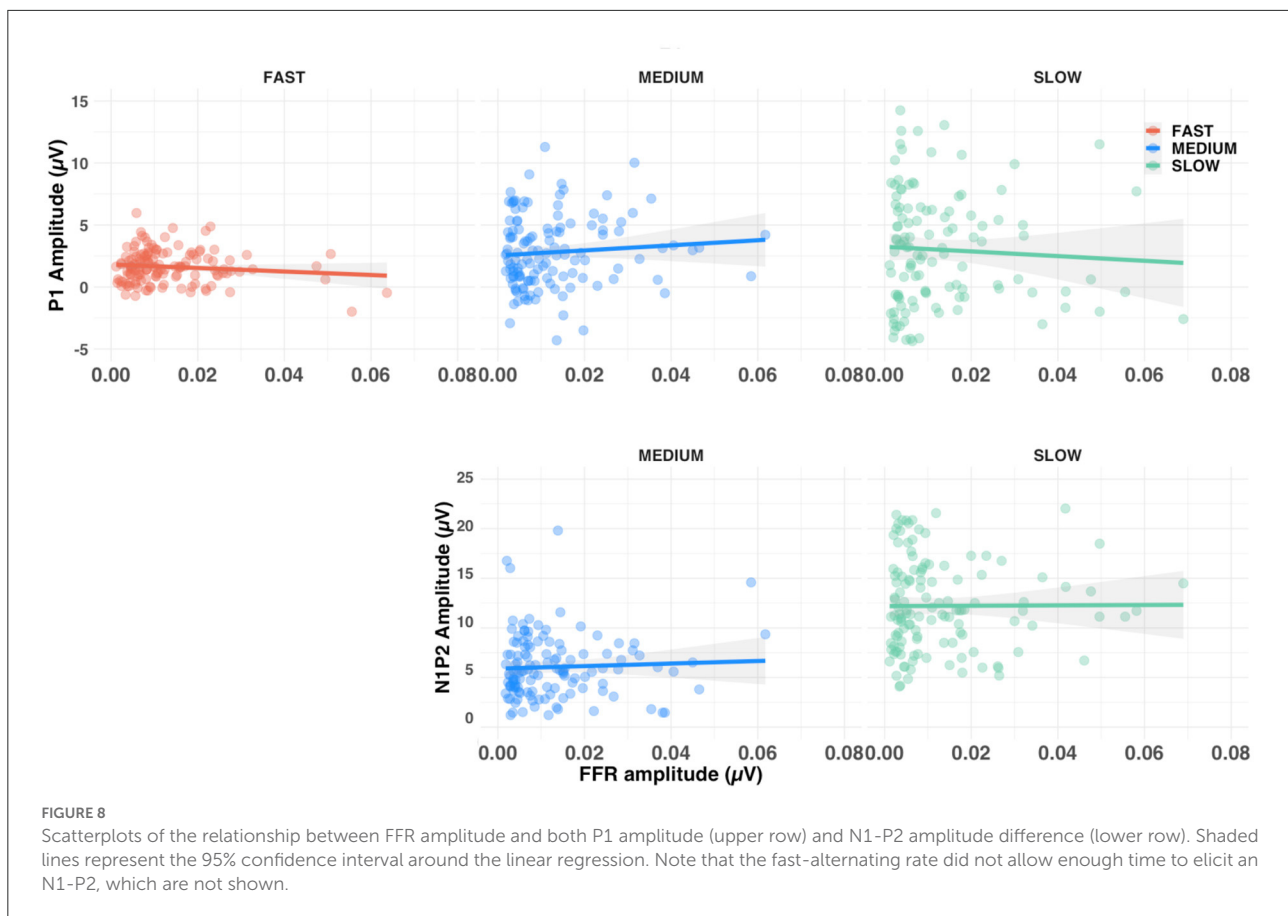 FAST
MEDIUM
SLOW
15
10
5
0
-5
P1 Amplitude (µV)
FAST
MEDIUM
SLOW
0.00 0.02 0.04 0.06 0.08
0.00 0.02 0.04 0.06 0.08
0.00 0.02 0.04 0.06 0.08
MEDIUM
SLOW
25
20
15
10
5
0
N1P2 Amplitude (µV)
0.00 0.02 0.04 0.06 0.08
0.00 0.02 0.04 0.06 0.08
FFR amplitude (µV)
FIGURE 8
Scatterplots of the relationship between FFR amplitude and both P1 amplitude (upper row) and N1-P2 amplitude difference (lower row). Shaded
lines represent the 95% confidence interval around the linear regression. Note that the fast-alternating rate did not allow enough time to elicit an
N1-P2, which are not shown.